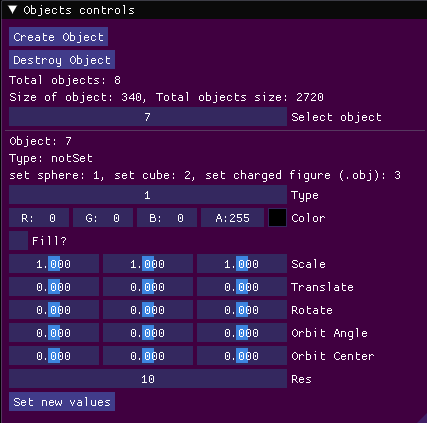 Objects controls
Create Object
Destroy Object
Total objects: 8
Size of object: 340, Total objects size: 2720
7 Select object
Object: 7
Type: notSet
set sphere: 1, set cube: 2, set charged figure (.obj): 3
1 Type
R: 0 G: 0 B: 0 A:255 Color
Fill?
1.000 1.000 1.000 Scale
0.000 0.000 0.000 Translate
0.000 0.000 0.000 Rotate
0.000 0.000 0.000 Orbit Angle
0.000 0.000 0.000 Orbit Center
10 Res
Set new values